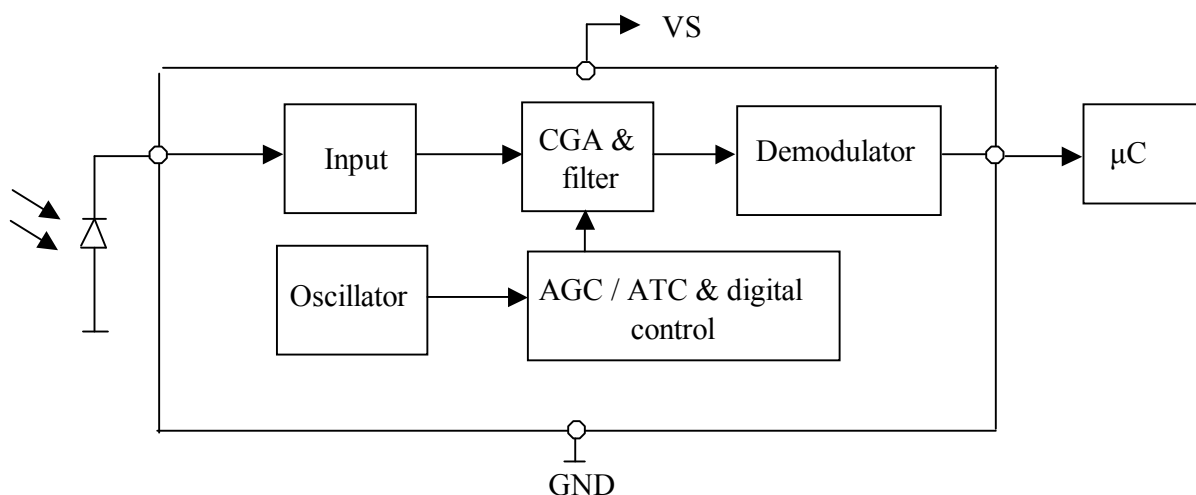 VS
Input
CGA &
filter
Demodulator
μC
Oscillator
AGC / ATC & digital
control
GND